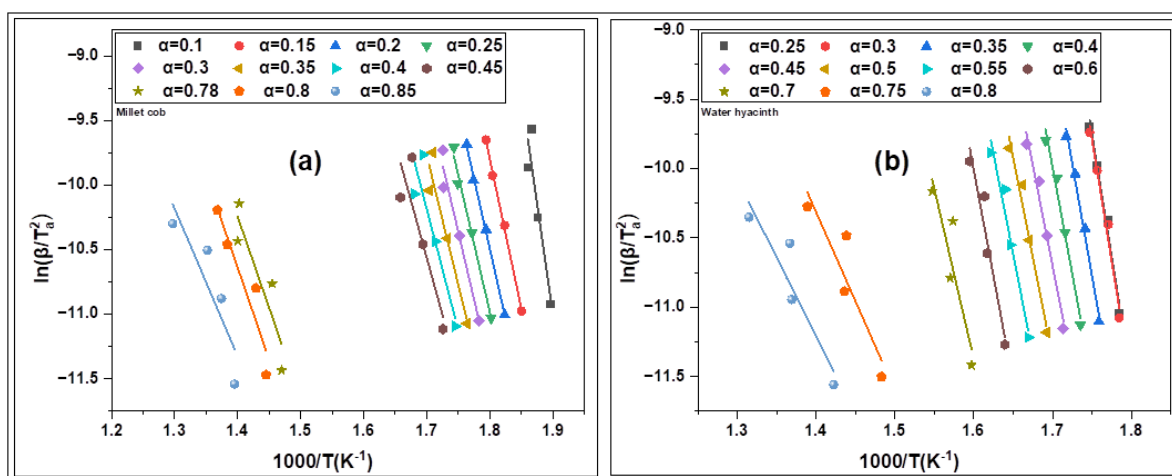 −9.0
−9.5
−10.0
−10.5
−11.0
−11.5
ln(β/T²ₐ)
α=0.1 α=0.15 α=0.2 α=0.25
α=0.3 α=0.35 α=0.4 α=0.45
α=0.78 α=0.8 α=0.85
Millet cob
(a)
1.2 1.3 1.4 1.5 1.6 1.7 1.8 1.9
1000/T(K⁻¹)
−9.0
−9.5
−10.0
−10.5
−11.0
−11.5
ln(β/T²ₐ)
α=0.25 α=0.3 α=0.35 α=0.4
α=0.45 α=0.5 α=0.55 α=0.6
α=0.7 α=0.75 α=0.8
Water hyacinth
(b)
1.3 1.4 1.5 1.6 1.7 1.8
1000/T(K⁻¹)